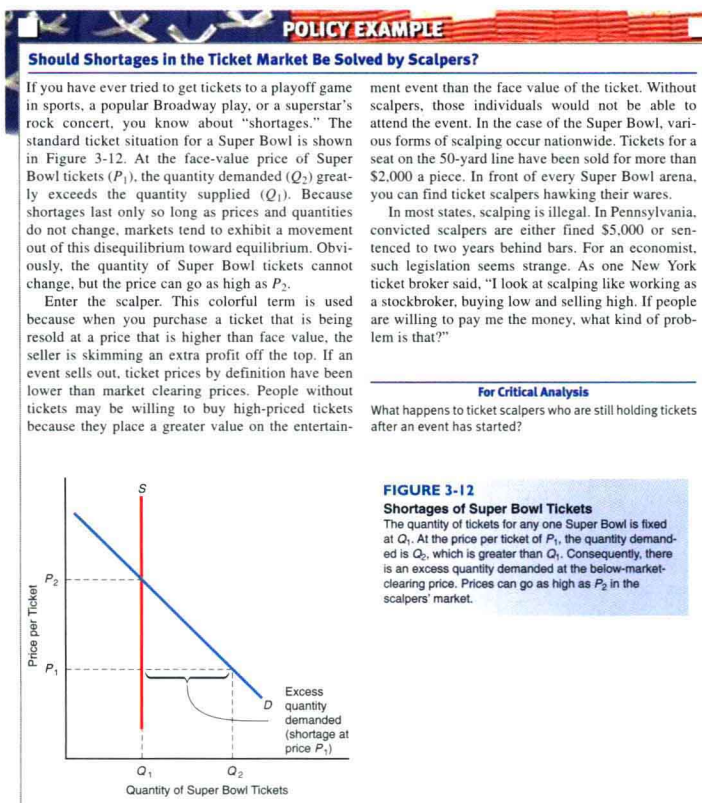 POLICY EXAMPLE
Should Shortages in the Ticket Market Be Solved by Scalpers?
If you have ever tried to get tickets to a playoff game
in sports, a popular Broadway play, or a superstar's
rock concert, you know about “shortages.” The
standard ticket situation for a Super Bowl is shown
in Figure 3-12. At the face-value price of Super
Bowl tickets (P₁), the quantity demanded (Q₂) great-
ly exceeds the quantity supplied (Q₁). Because
shortages last only so long as prices and quantities
do not change, markets tend to exhibit a movement
out of this disequilibrium toward equilibrium. Obvi-
ously, the quantity of Super Bowl tickets cannot
change, but the price can go as high as P₂.
Enter the scalper. This colorful term is used
because when you purchase a ticket that is being
resold at a price that is higher than face value, the
seller is skimming an extra profit off the top. If an
event sells out, ticket prices by definition have been
lower than market clearing prices. People without
tickets may be willing to buy high-priced tickets
because they place a greater value on the entertain-
ment event than the face value of the ticket. Without
scalpers, those individuals would not be able to
attend the event. In the case of the Super Bowl, vari-
ous forms of scalping occur nationwide. Tickets for a
seat on the 50-yard line have been sold for more than
$2,000 a piece. In front of every Super Bowl arena,
you can find ticket scalpers hawking their wares.
In most states, scalping is illegal. In Pennsylvania,
convicted scalpers are either fined $5,000 or sen-
tenced to two years behind bars. For an economist,
such legislation seems strange. As one New York
ticket broker said, “I look at scalping like working as
a stockbroker, buying low and selling high. If people
are willing to pay me the money, what kind of prob-
lem is that?”
For Critical Analysis
What happens to ticket scalpers who are still holding tickets
after an event has started?
FIGURE 3-12
Shortages of Super Bowl Tickets
The quantity of tickets for any one Super Bowl is fixed
at Q₁. At the price per ticket of P₁, the quantity demand-
ed is Q₂, which is greater than Q₁. Consequently, there
is an excess quantity demanded at the below-market-
clearing price. Prices can go as high as P₂ in the
scalpers' market.
S
P₂
Price per Ticket
P₁
D
Excess
quantity
demanded
(shortage at
price P₁)
Q₁
Q₂
Quantity of Super Bowl Tickets